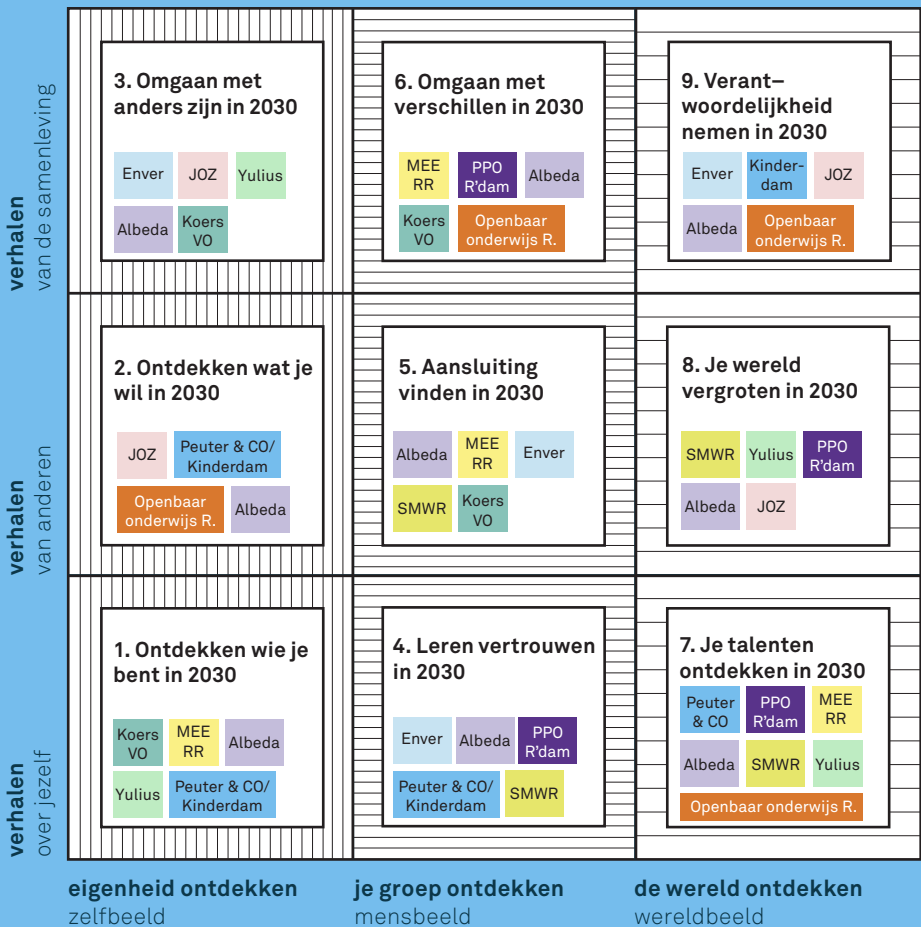 verhalen
van de samenleving
3. Omgaan met
anders zijn in 2030
Enver
JOZ
Yulius
Albeda
Koers
VO
6. Omgaan met
verschillen in 2030
MEE
RR
PPO
R'dam
Albeda
Koers
VO
Openbaar
onderwijs R.
9. Verant–
woordelijkheid
nemen in 2030
Enver
Kinder-
dam
JOZ
Albeda
Openbaar
onderwijs R.
verhalen
van anderen
2. Ontdekken wat je
wil in 2030
JOZ
Peuter & CO/
Kinderdam
Openbaar
onderwijs R.
Albeda
5. Aansluiting
vinden in 2030
Albeda
MEE
RR
Enver
SMWR
Koers
VO
8. Je wereld
vergroten in 2030
SMWR
Yulius
PPO
R'dam
Albeda
JOZ
verhalen
over jezelf
1. Ontdekken wie je
bent in 2030
Koers
VO
MEE
RR
Albeda
Yulius
Peuter & CO/
Kinderdam
4. Leren vertrouwen
in 2030
Enver
Albeda
PPO
R'dam
Peuter & CO/
Kinderdam
SMWR
7. Je talenten
ontdekken in 2030
Peuter
& CO
PPO
R'dam
MEE
RR
Albeda
SMWR
Yulius
Openbaar onderwijs R.
eigenheid ontdekken
zelfbeeld
je groep ontdekken
mensbeeld
de wereld ontdekken
wereldbeeld